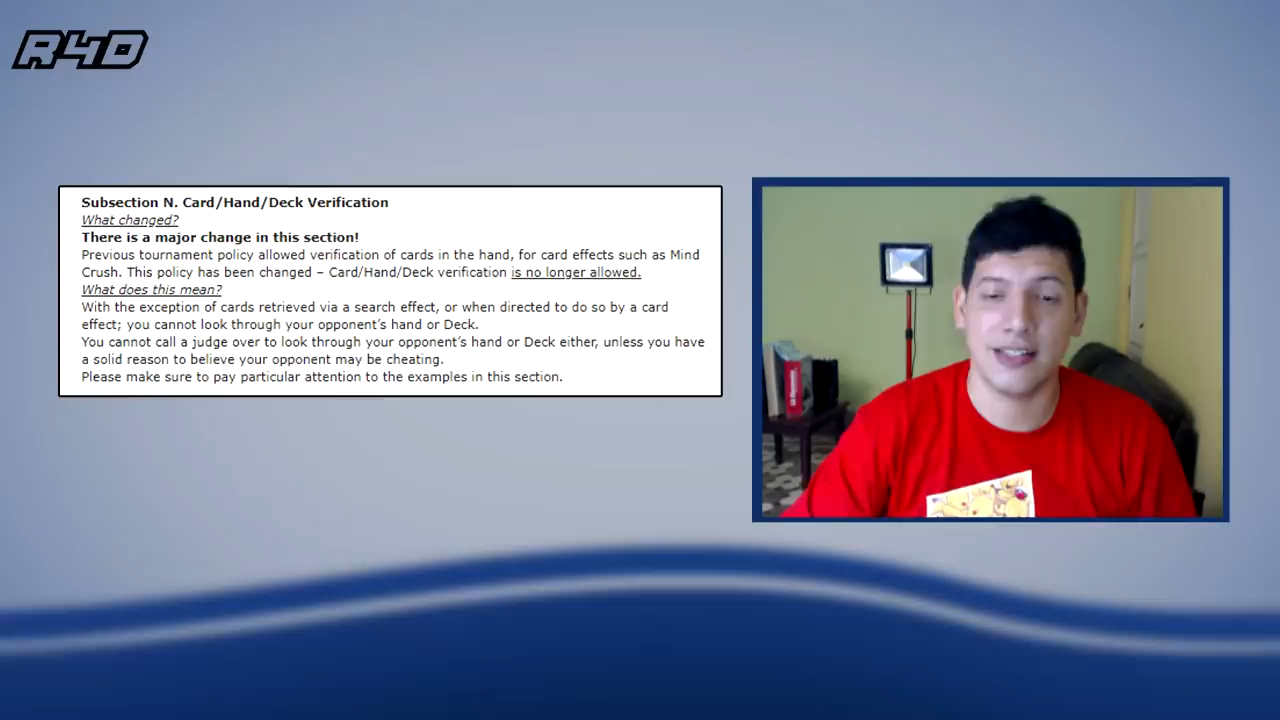 R4D
Subsection N. Card/Hand/Deck Verification
What changed?
There is a major change in this section!
Previous tournament policy allowed verification of cards in the hand, for card effects such as Mind
Crush. This policy has been changed – Card/Hand/Deck verification is no longer allowed.
What does this mean?
With the exception of cards retrieved via a search effect, or when directed to do so by a card
effect; you cannot look through your opponent's hand or Deck.
You cannot call a judge over to look through your opponent's hand or Deck either, unless you have
a solid reason to believe your opponent may be cheating.
Please make sure to pay particular attention to the examples in this section.